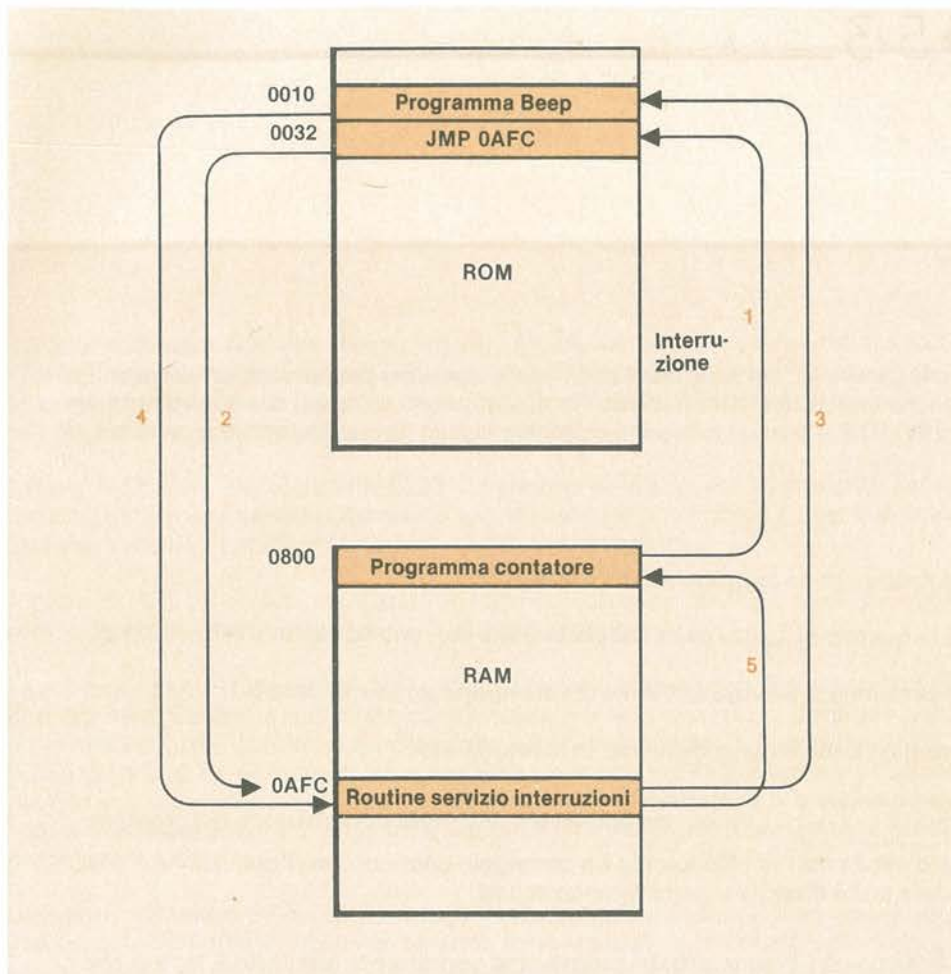 0010
Programma Beep
0032
JMP 0AFC
ROM
1
Interru-
zione
4
2
3
0800
Programma contatore
5
RAM
0AFC
Routine servizio interruzioni